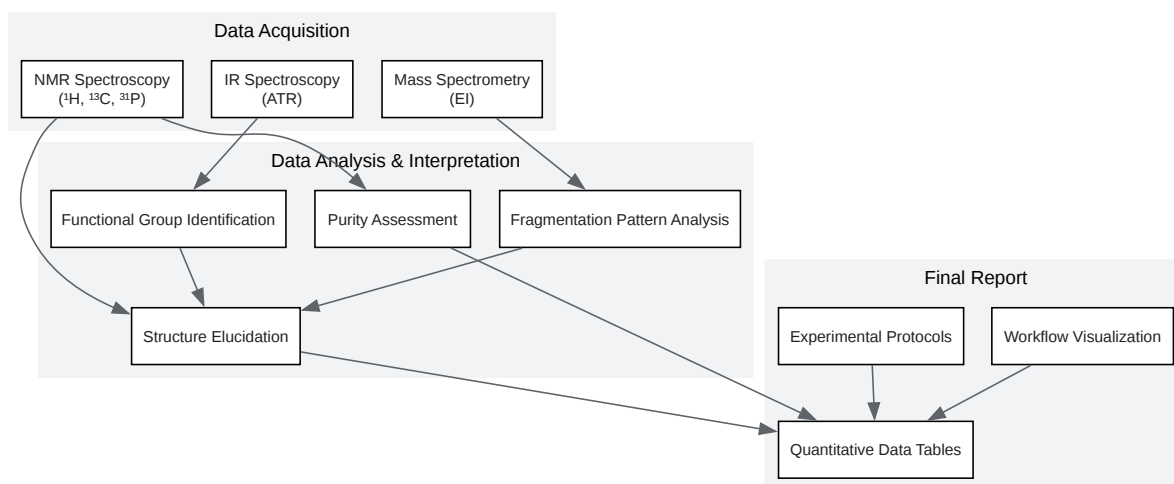 Data Acquisition
NMR Spectroscopy
(¹H, ¹³C, ³¹P)
IR Spectroscopy
(ATR)
Mass Spectrometry
(EI)
Data Analysis & Interpretation
Functional Group Identification
Purity Assessment
Fragmentation Pattern Analysis
Structure Elucidation
Final Report
Experimental Protocols
Workflow Visualization
Quantitative Data Tables